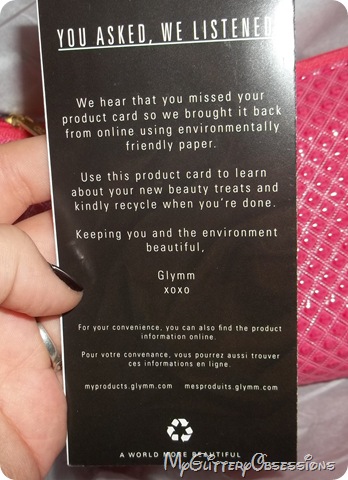 YOU ASKED, WE LISTENED
We hear that you missed your
product card so we brought it back
from online using environmentally
friendly paper.
Use this product card to learn
about your new beauty treats and
kindly recycle when you're done.
Keeping you and the environment
beautiful,
Glymm
xoxo
For your convenience, you can also find the product
information online.
Pour votre convenance, vous pourrez aussi trouver
ces informations en ligne.
myproducts.glymm.com mesproduits.glymm.com
A WORLD MORE BEAUTIFUL
MyGlitteryObsessions